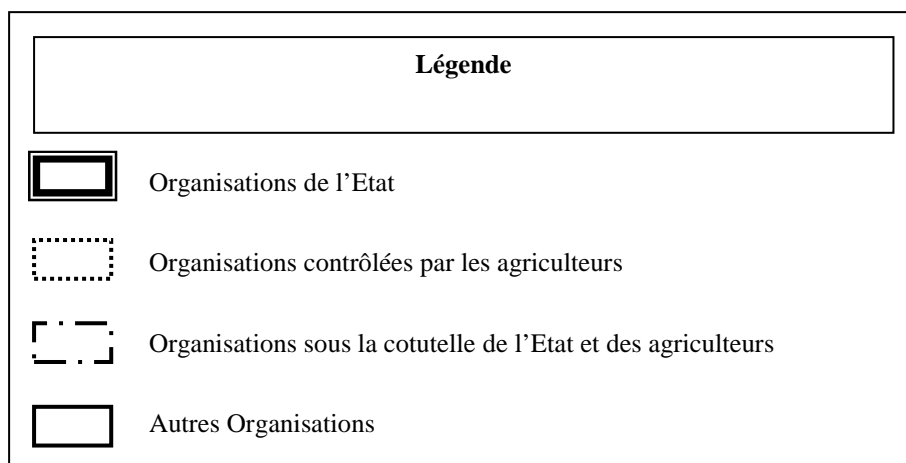 Légende
Organisations de l’Etat
Organisations contrôlées par les agriculteurs
Organisations sous la cotutelle de l’Etat et des agriculteurs
Autres Organisations